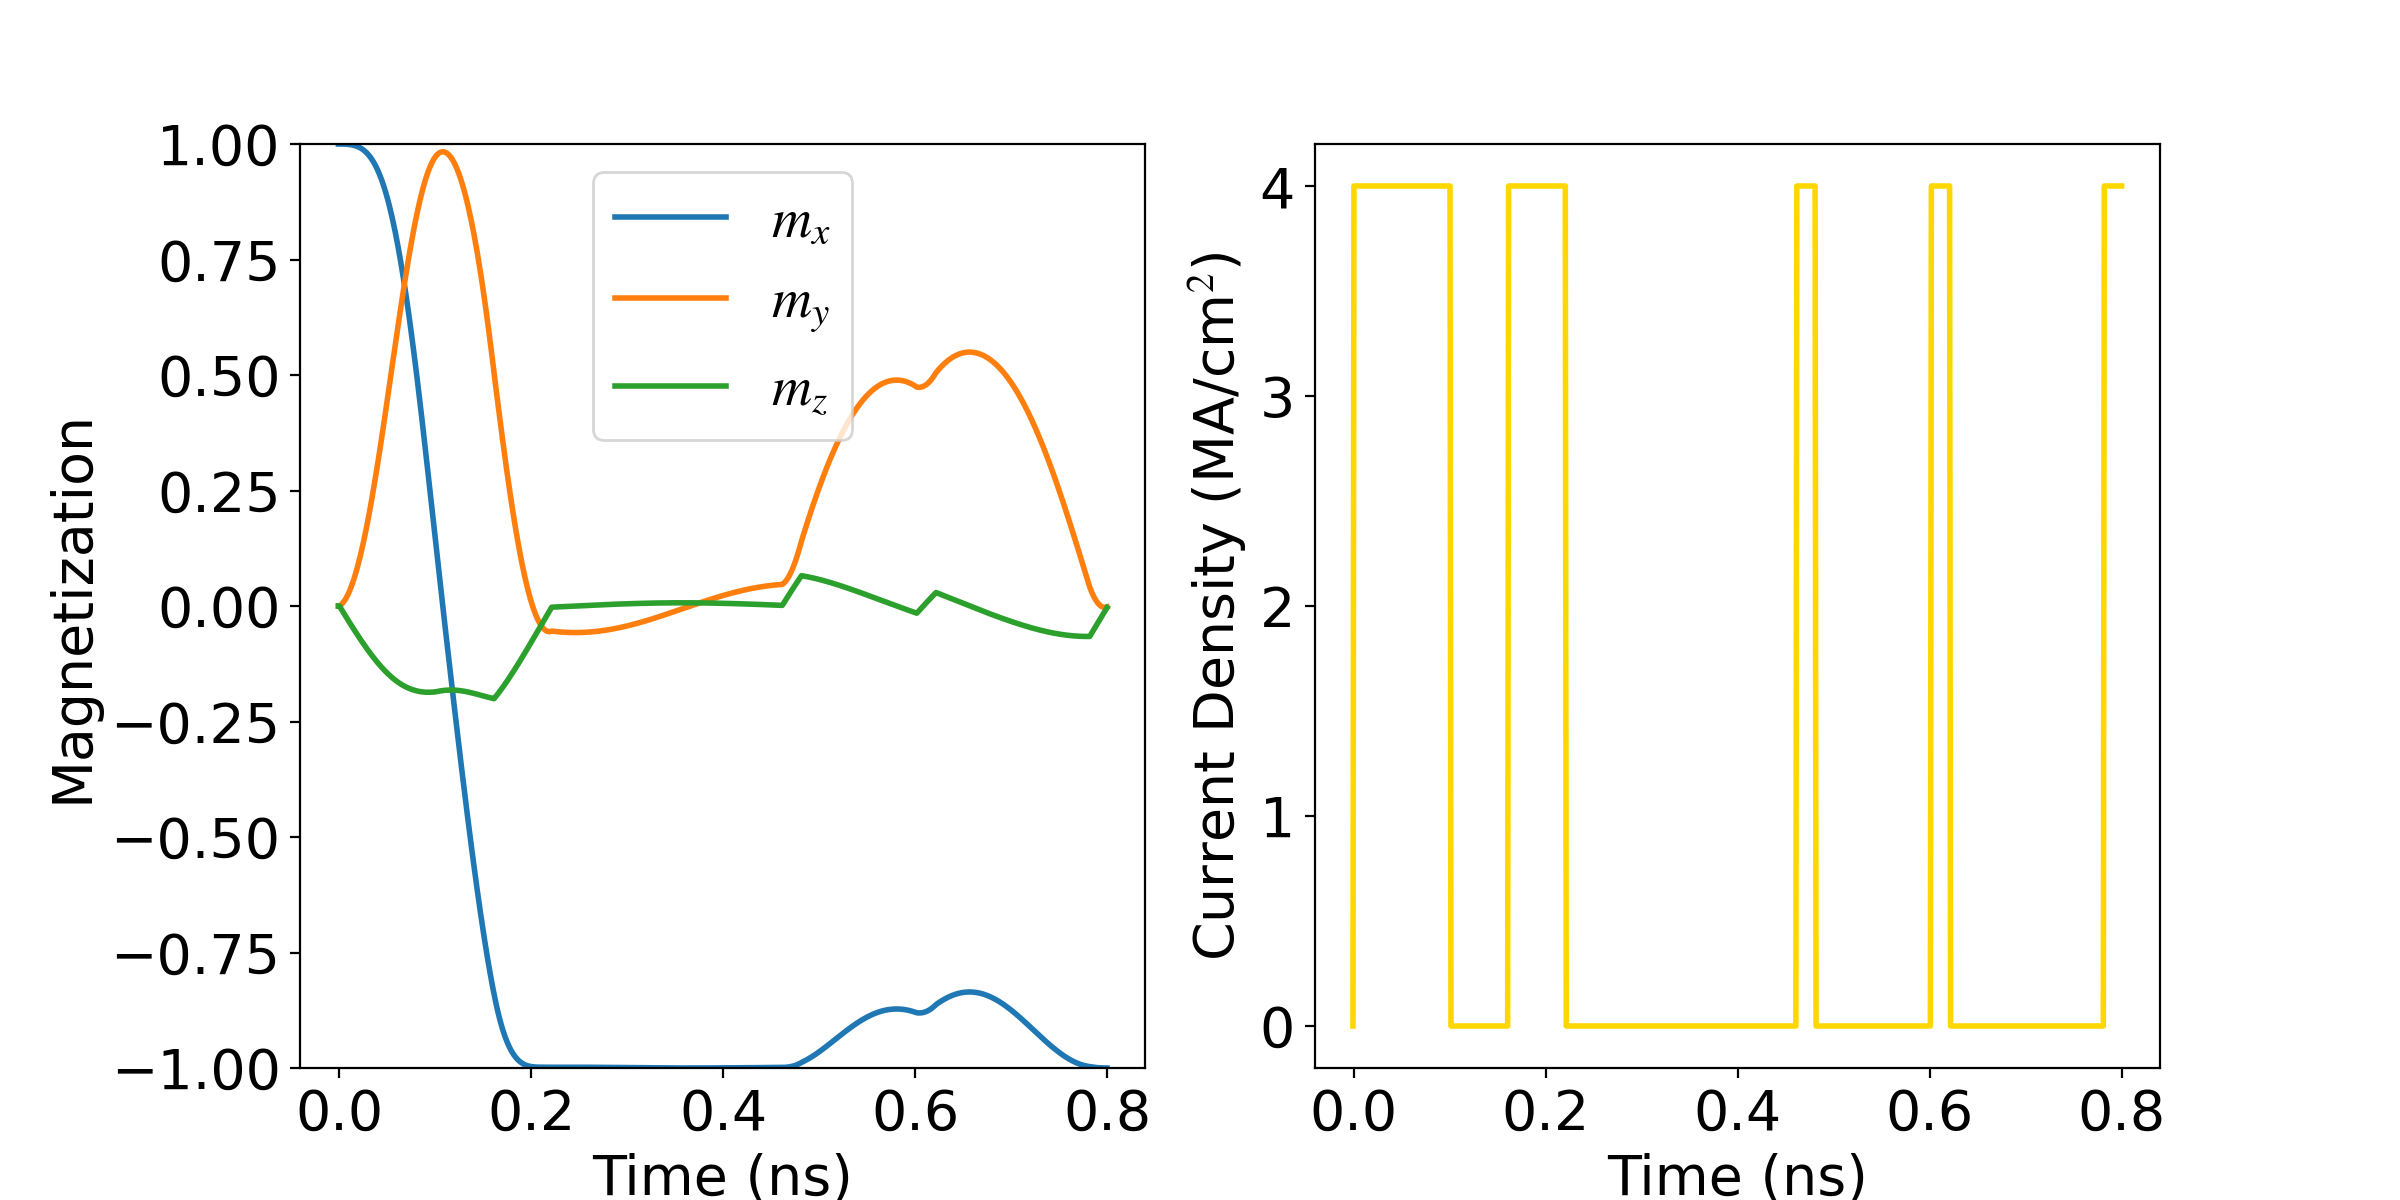 1.00
0.75
0.50
0.25
0.00
−0.25
−0.50
−0.75
−1.00
Magnetization
0.0 0.2 0.4 0.6 0.8
Time (ns)
m_x
m_y
m_z
4
3
2
1
0
Current Density (MA/cm²)
0.0 0.2 0.4 0.6 0.8
Time (ns)